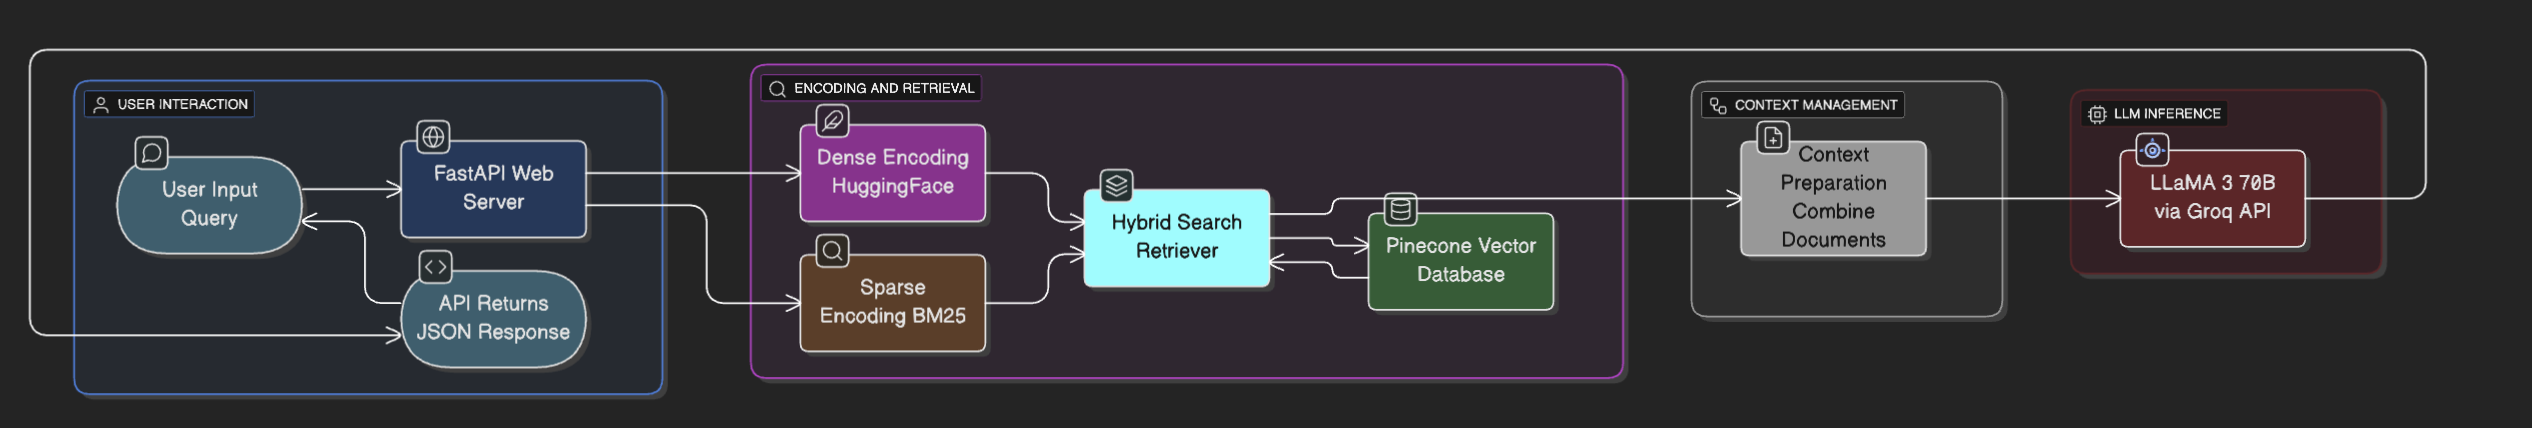 USER INTERACTION
User Input
Query
FastAPI Web
Server
API Returns
JSON Response
ENCODING AND RETRIEVAL
Dense Encoding
HuggingFace
Sparse
Encoding BM25
Hybrid Search
Retriever
Pinecone Vector
Database
CONTEXT MANAGEMENT
Context
Preparation
Combine
Documents
LLM INFERENCE
LLaMA 3 70B
via Groq API